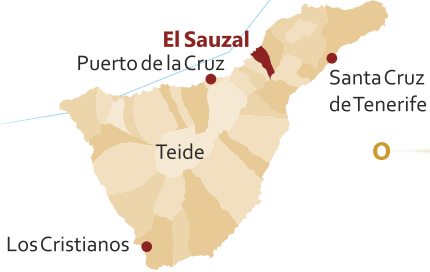 El Sauzal
Puerto de la Cruz
Santa Cruz
de Tenerife
O
Teide
Los Cristianos